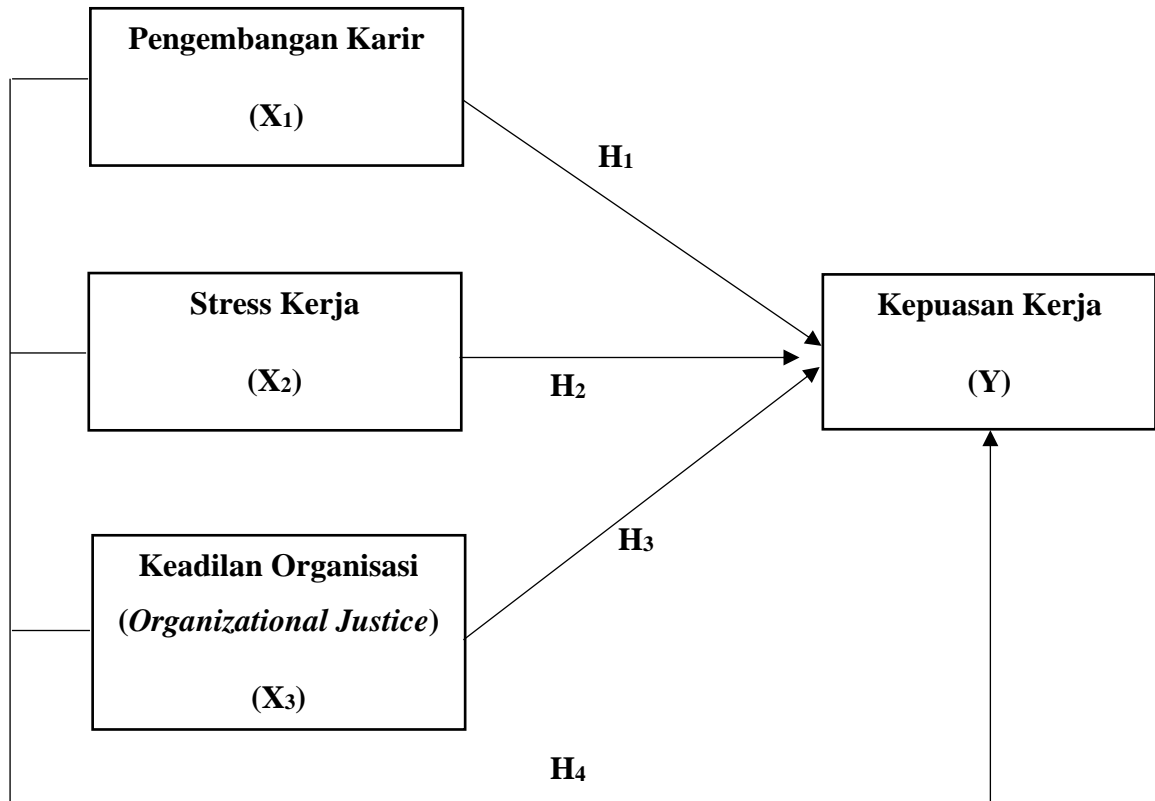 Pengembangan Karir
(X1)
H1
Stress Kerja
(X2)
H2
Kepuasan Kerja
(Y)
Keadilan Organisasi
(Organizational Justice)
(X3)
H3
H4